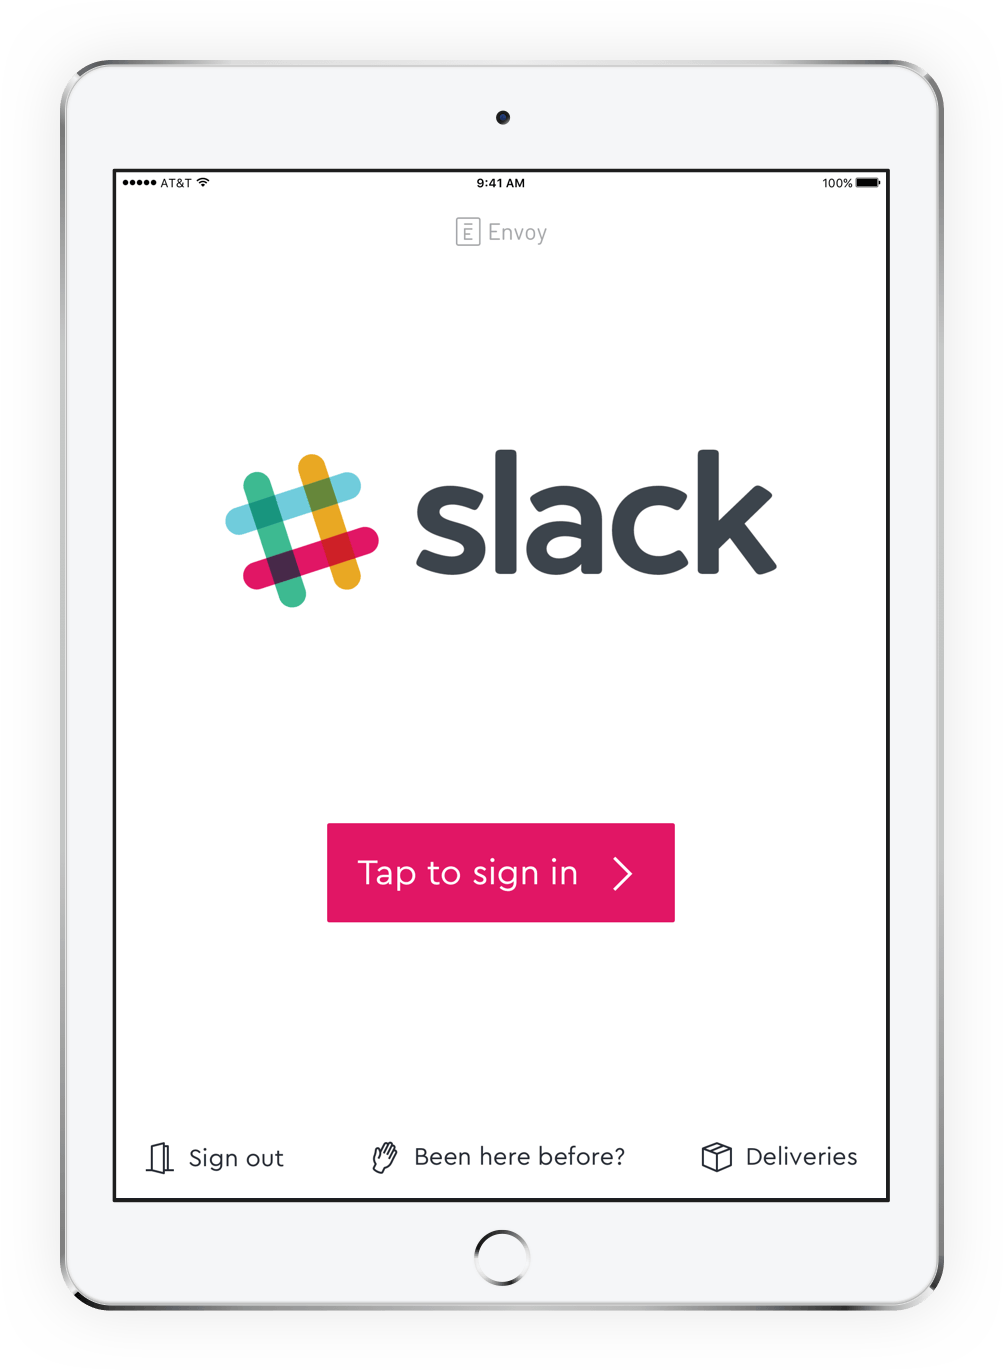 AT&T 9:41 AM 100%
Envoy
slack
Tap to sign in
Sign out Been here before? Deliveries